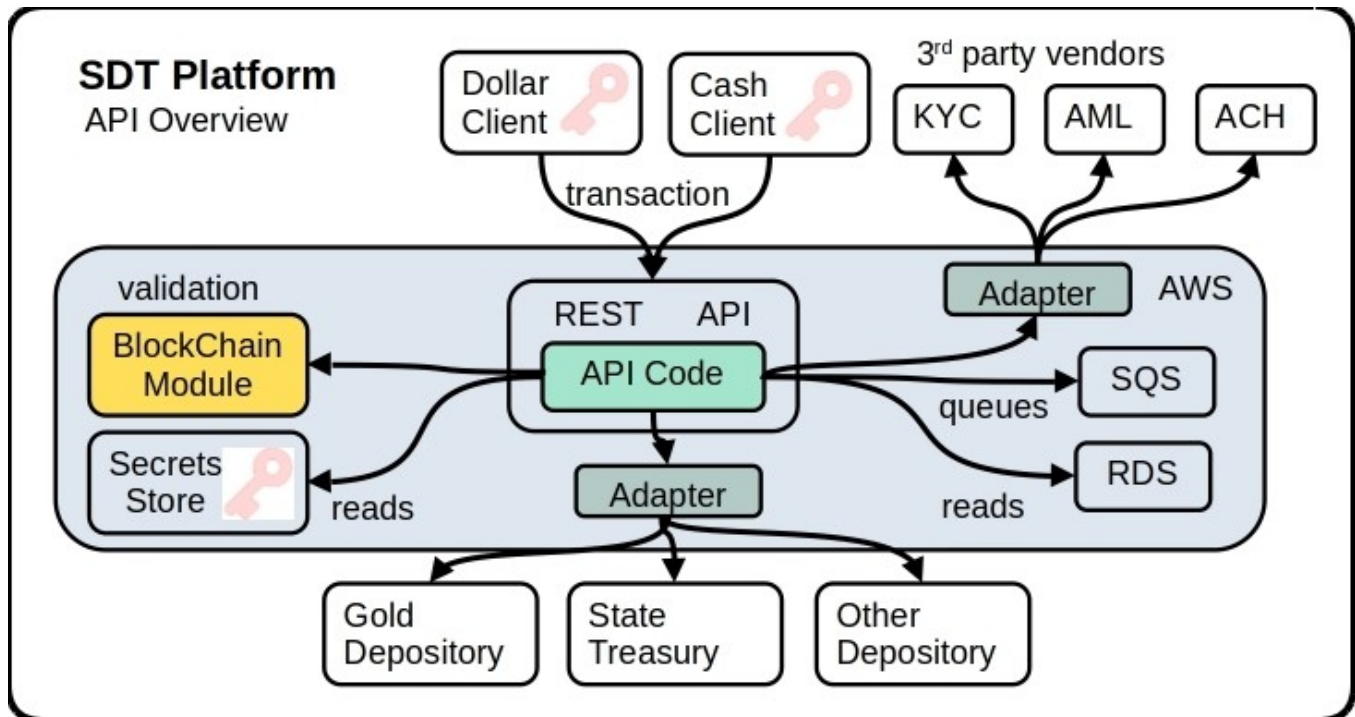 SDT Platform
API Overview
Dollar
Client
Cash
Client
3rd party vendors
KYC
AML
ACH
transaction
validation
BlockChain
Module
REST API
API Code
Adapter
AWS
SQS
queues
Secrets
Store
reads
Adapter
reads
RDS
Gold
Depository
State
Treasury
Other
Depository